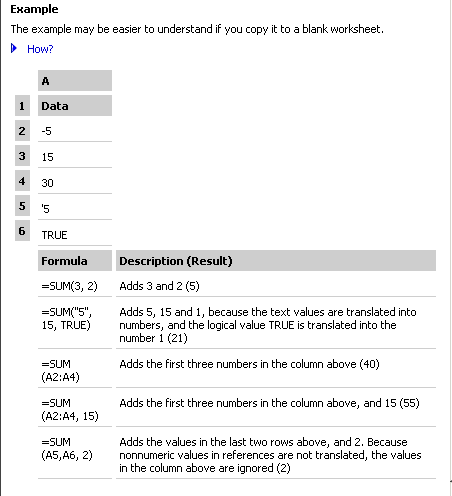 Example
The example may be easier to understand if you copy it to a blank worksheet.
How?
A
1 Data
2 -5
3 15
4 30
5 '5
6 TRUE
Formula Description (Result)
=SUM(3, 2) Adds 3 and 2 (5)
=SUM("5", Adds 5, 15 and 1, because the text values are translated into
15, TRUE) numbers, and the logical value TRUE is translated into the
number 1 (21)
=SUM Adds the first three numbers in the column above (40)
(A2:A4)
=SUM Adds the first three numbers in the column above, and 15 (55)
(A2:A4, 15)
=SUM Adds the values in the last two rows above, and 2. Because
(A5,A6, 2) nonnumeric values in references are not translated, the values
in the column above are ignored (2)